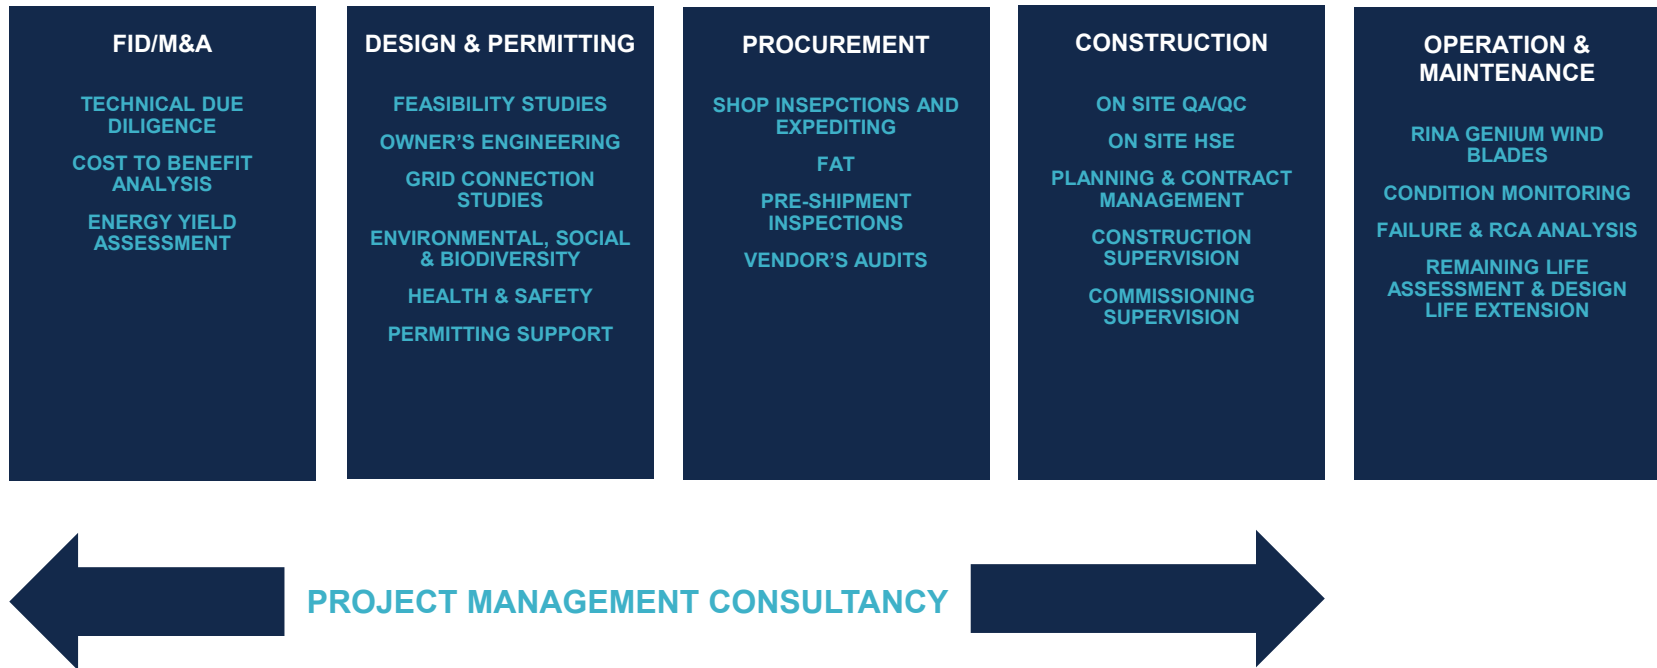 FID/M&A
TECHNICAL DUE
DILIGENCE
COST TO BENEFIT
ANALYSIS
ENERGY YIELD
ASSESSMENT
DESIGN & PERMITTING
FEASIBILITY STUDIES
OWNER'S ENGINEERING
GRID CONNECTION
STUDIES
ENVIRONMENTAL, SOCIAL
& BIODIVERSITY
HEALTH & SAFETY
PERMITTING SUPPORT
PROCUREMENT
SHOP INSEPCTIONS AND
EXPEDITING
FAT
PRE-SHIPMENT
INSPECTIONS
VENDOR'S AUDITS
CONSTRUCTION
ON SITE QA/QC
ON SITE HSE
PLANNING & CONTRACT
MANAGEMENT
CONSTRUCTION
SUPERVISION
COMMISSIONING
SUPERVISION
OPERATION &
MAINTENANCE
RINA GENIUM WIND
BLADES
CONDITION MONITORING
FAILURE & RCA ANALYSIS
REMAINING LIFE
ASSESSMENT & DESIGN
LIFE EXTENSION
PROJECT MANAGEMENT CONSULTANCY